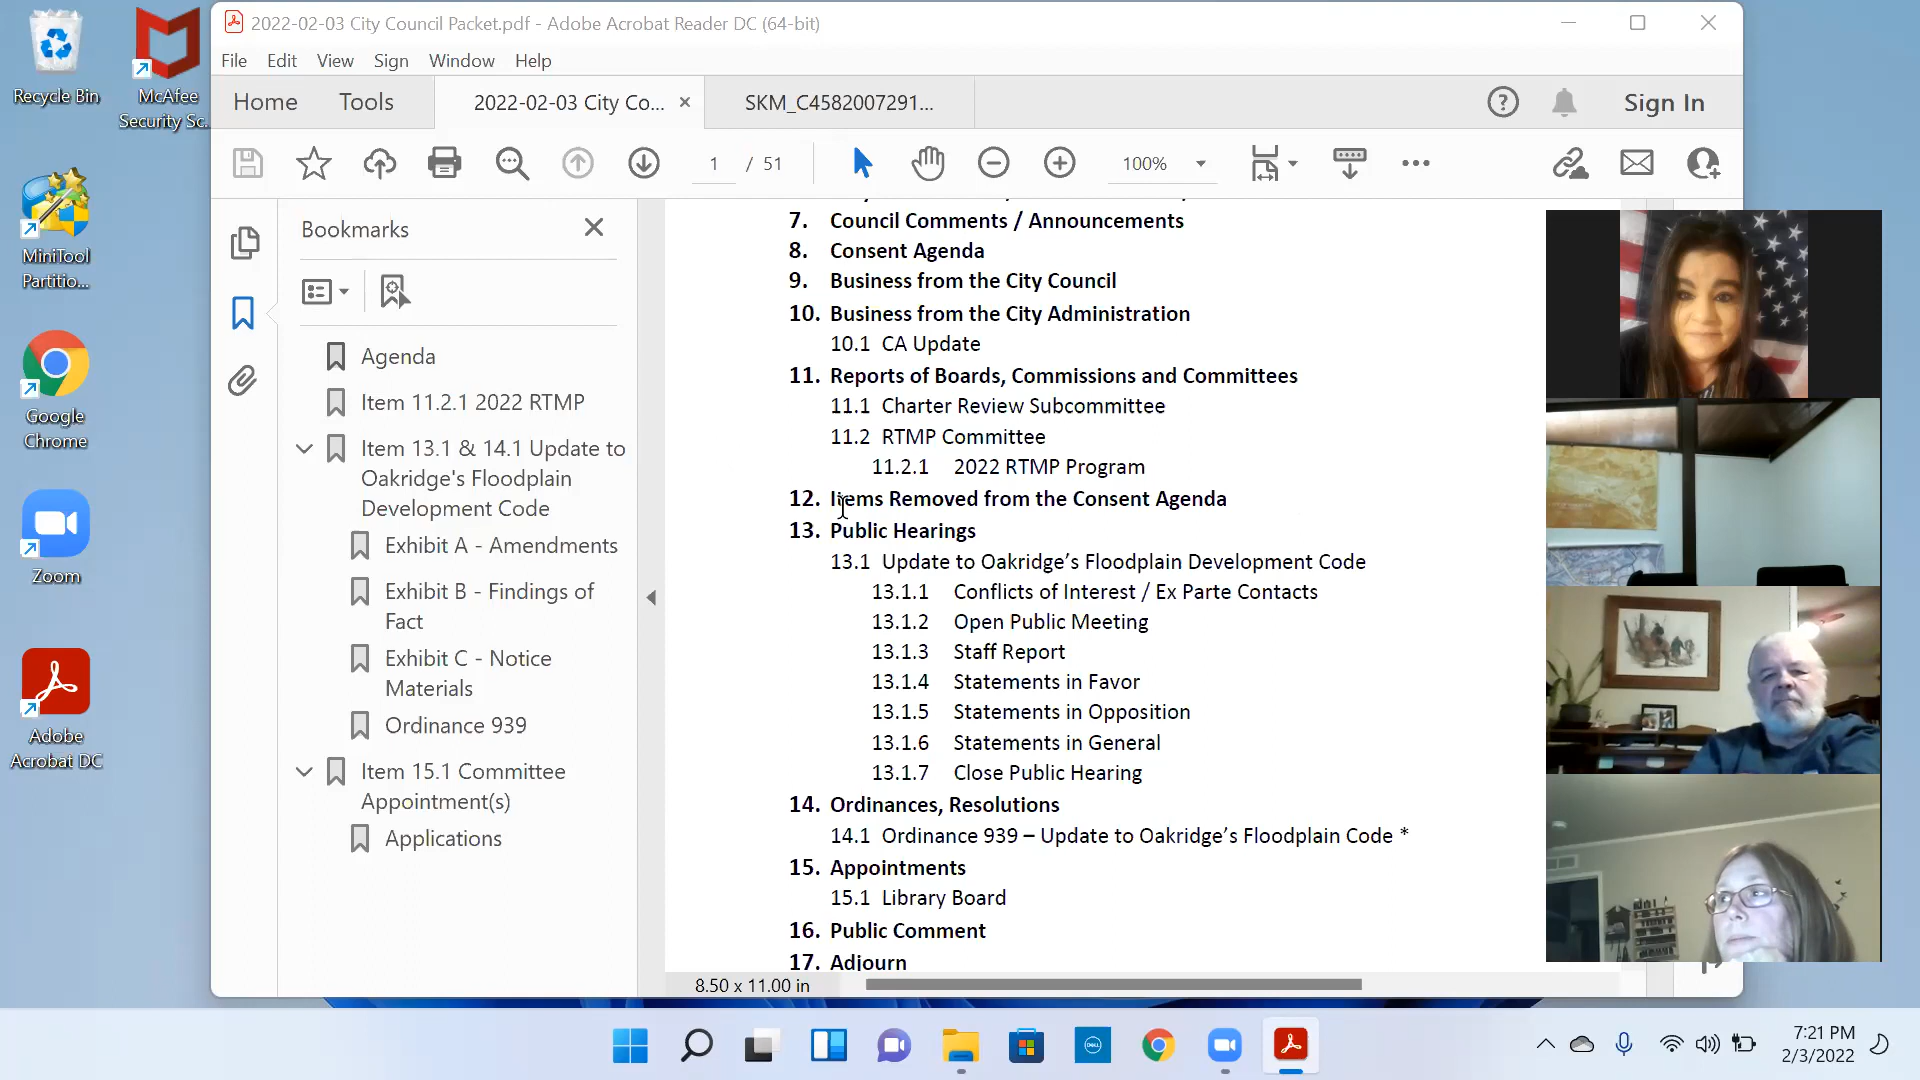 2022-02-03 City Council Packet.pdf - Adobe Acrobat Reader DC (64-bit)
File Edit View Sign Window Help
Home Tools 2022-02-03 City Co... SKM_C4582007291... Sign In
1 / 51 100%
Recycle Bin
McAfee
Security Sc...
MiniTool
Partitio...
Google
Chrome
Zoom
Adobe
Acrobat DC
Bookmarks
Agenda
Item 11.2.1 2022 RTMP
Item 13.1 & 14.1 Update to
Oakridge's Floodplain
Development Code
Exhibit A - Amendments
Exhibit B - Findings of
Fact
Exhibit C - Notice
Materials
Ordinance 939
Item 15.1 Committee
Appointment(s)
Applications
7. Council Comments / Announcements
8. Consent Agenda
9. Business from the City Council
10. Business from the City Administration
10.1 CA Update
11. Reports of Boards, Commissions and Committees
11.1 Charter Review Subcommittee
11.2 RTMP Committee
11.2.1 2022 RTMP Program
12. Items Removed from the Consent Agenda
13. Public Hearings
13.1 Update to Oakridge’s Floodplain Development Code
13.1.1 Conflicts of Interest / Ex Parte Contacts
13.1.2 Open Public Meeting
13.1.3 Staff Report
13.1.4 Statements in Favor
13.1.5 Statements in Opposition
13.1.6 Statements in General
13.1.7 Close Public Hearing
14. Ordinances, Resolutions
14.1 Ordinance 939 – Update to Oakridge’s Floodplain Code *
15. Appointments
15.1 Library Board
16. Public Comment
17. Adjourn
8.50 x 11.00 in
DELL
7:21 PM
2/3/2022